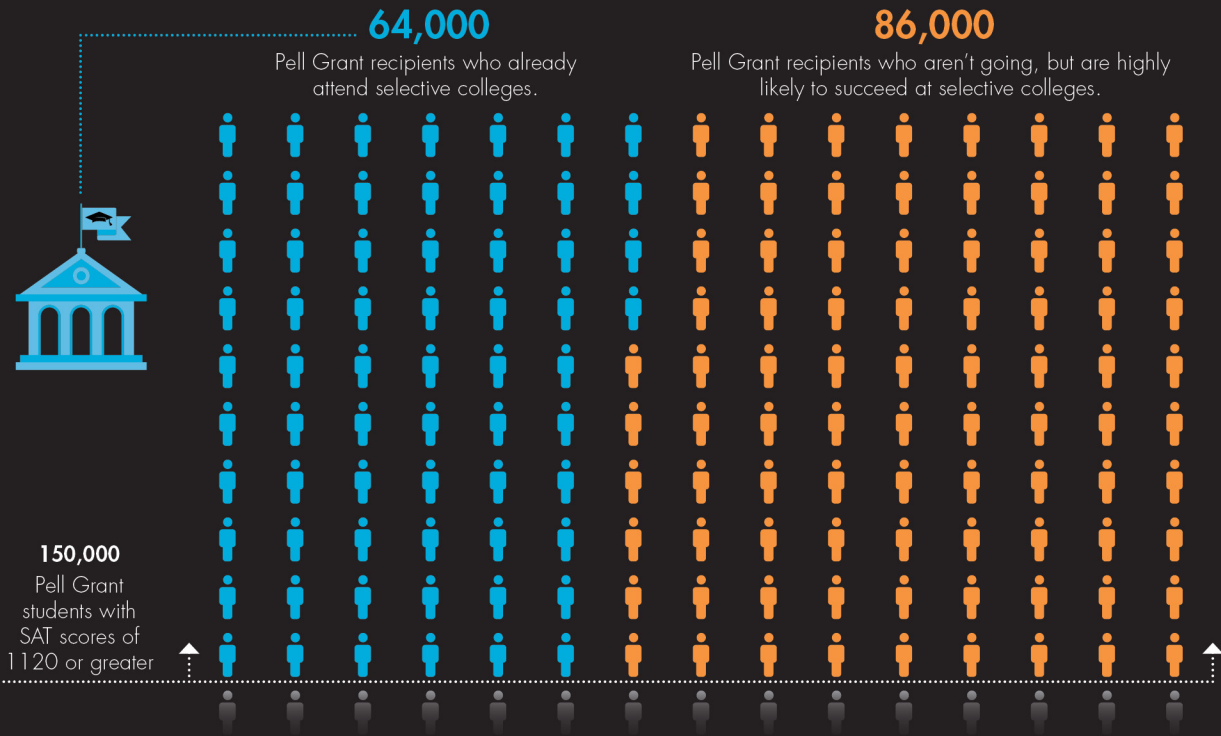 64,000
Pell Grant recipients who already
attend selective colleges.
86,000
Pell Grant recipients who aren't going, but are highly
likely to succeed at selective colleges.
150,000
Pell Grant
students with
SAT scores of
1120 or greater